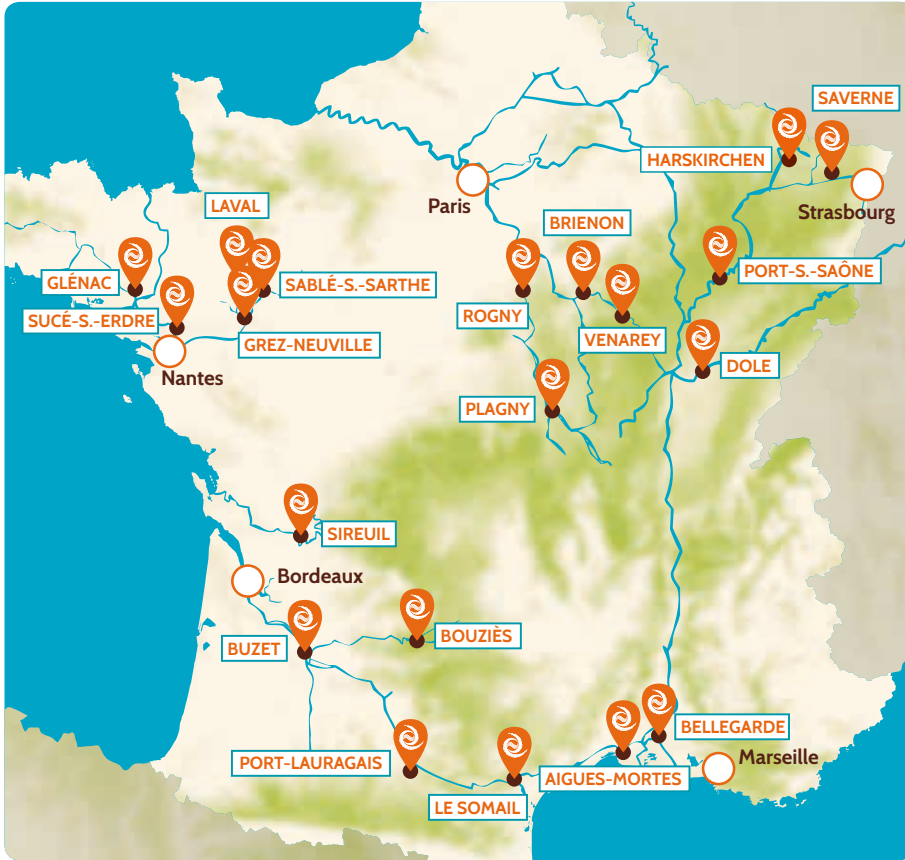 SAVERNE
HARSKIRCHEN
Paris
Strasbourg
LAVAL
BRIENON
GLÉNAC
SABLÉ-S.-SARTHE
PORT-S.-SAÔNE
SUCÉ-S.-ERDRE
ROGNY
GREZ-NEUVILLE
VENAREY
Nantes
DOLE
PLAGNY
SIREUIL
Bordeaux
BUZET
BOUZIÈS
BELLEGARDE
PORT-LAURAGAIS
Marseille
AIGUES-MORTES
LE SOMAIL